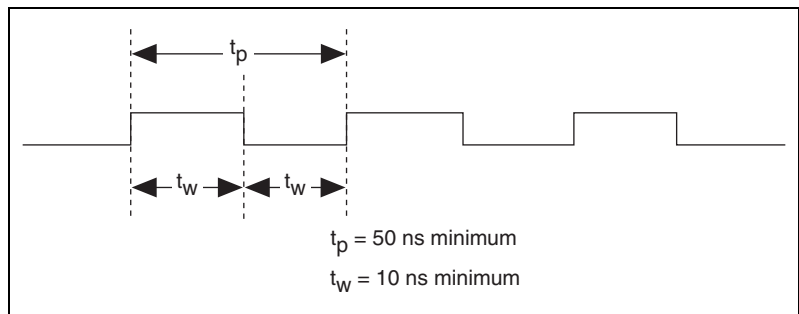 tp
tw tw
tp = 50 ns minimum
tw = 10 ns minimum